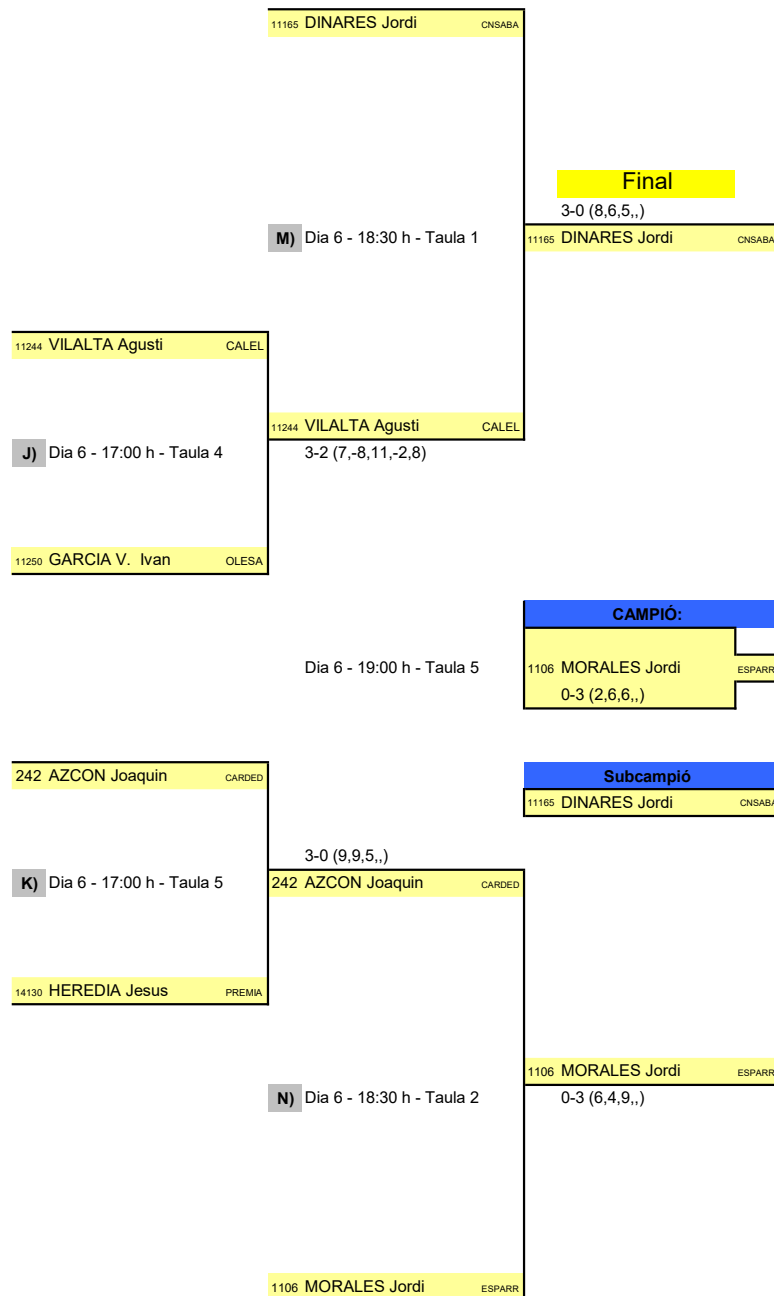 11165 DINARES Jordi CNSABA
Final
3-0 (8,6,5,,)
M) Dia 6 - 18:30 h - Taula 1
11165 DINARES Jordi CNSABA
11244 VILALTA Agusti CALEL
11244 VILALTA Agusti CALEL
J) Dia 6 - 17:00 h - Taula 4
3-2 (7,-8,11,-2,8)
11250 GARCIA V. Ivan OLESA
CAMPIÓ:
Dia 6 - 19:00 h - Taula 5
1106 MORALES Jordi ESPARR
0-3 (2,6,6,,)
242 AZCON Joaquin CARDED
Subcampió
11165 DINARES Jordi CNSABA
3-0 (9,9,5,,)
K) Dia 6 - 17:00 h - Taula 5
242 AZCON Joaquin CARDED
14130 HEREDIA Jesus PREMIA
1106 MORALES Jordi ESPARR
N) Dia 6 - 18:30 h - Taula 2
0-3 (6,4,9,,)
1106 MORALES Jordi ESPARR